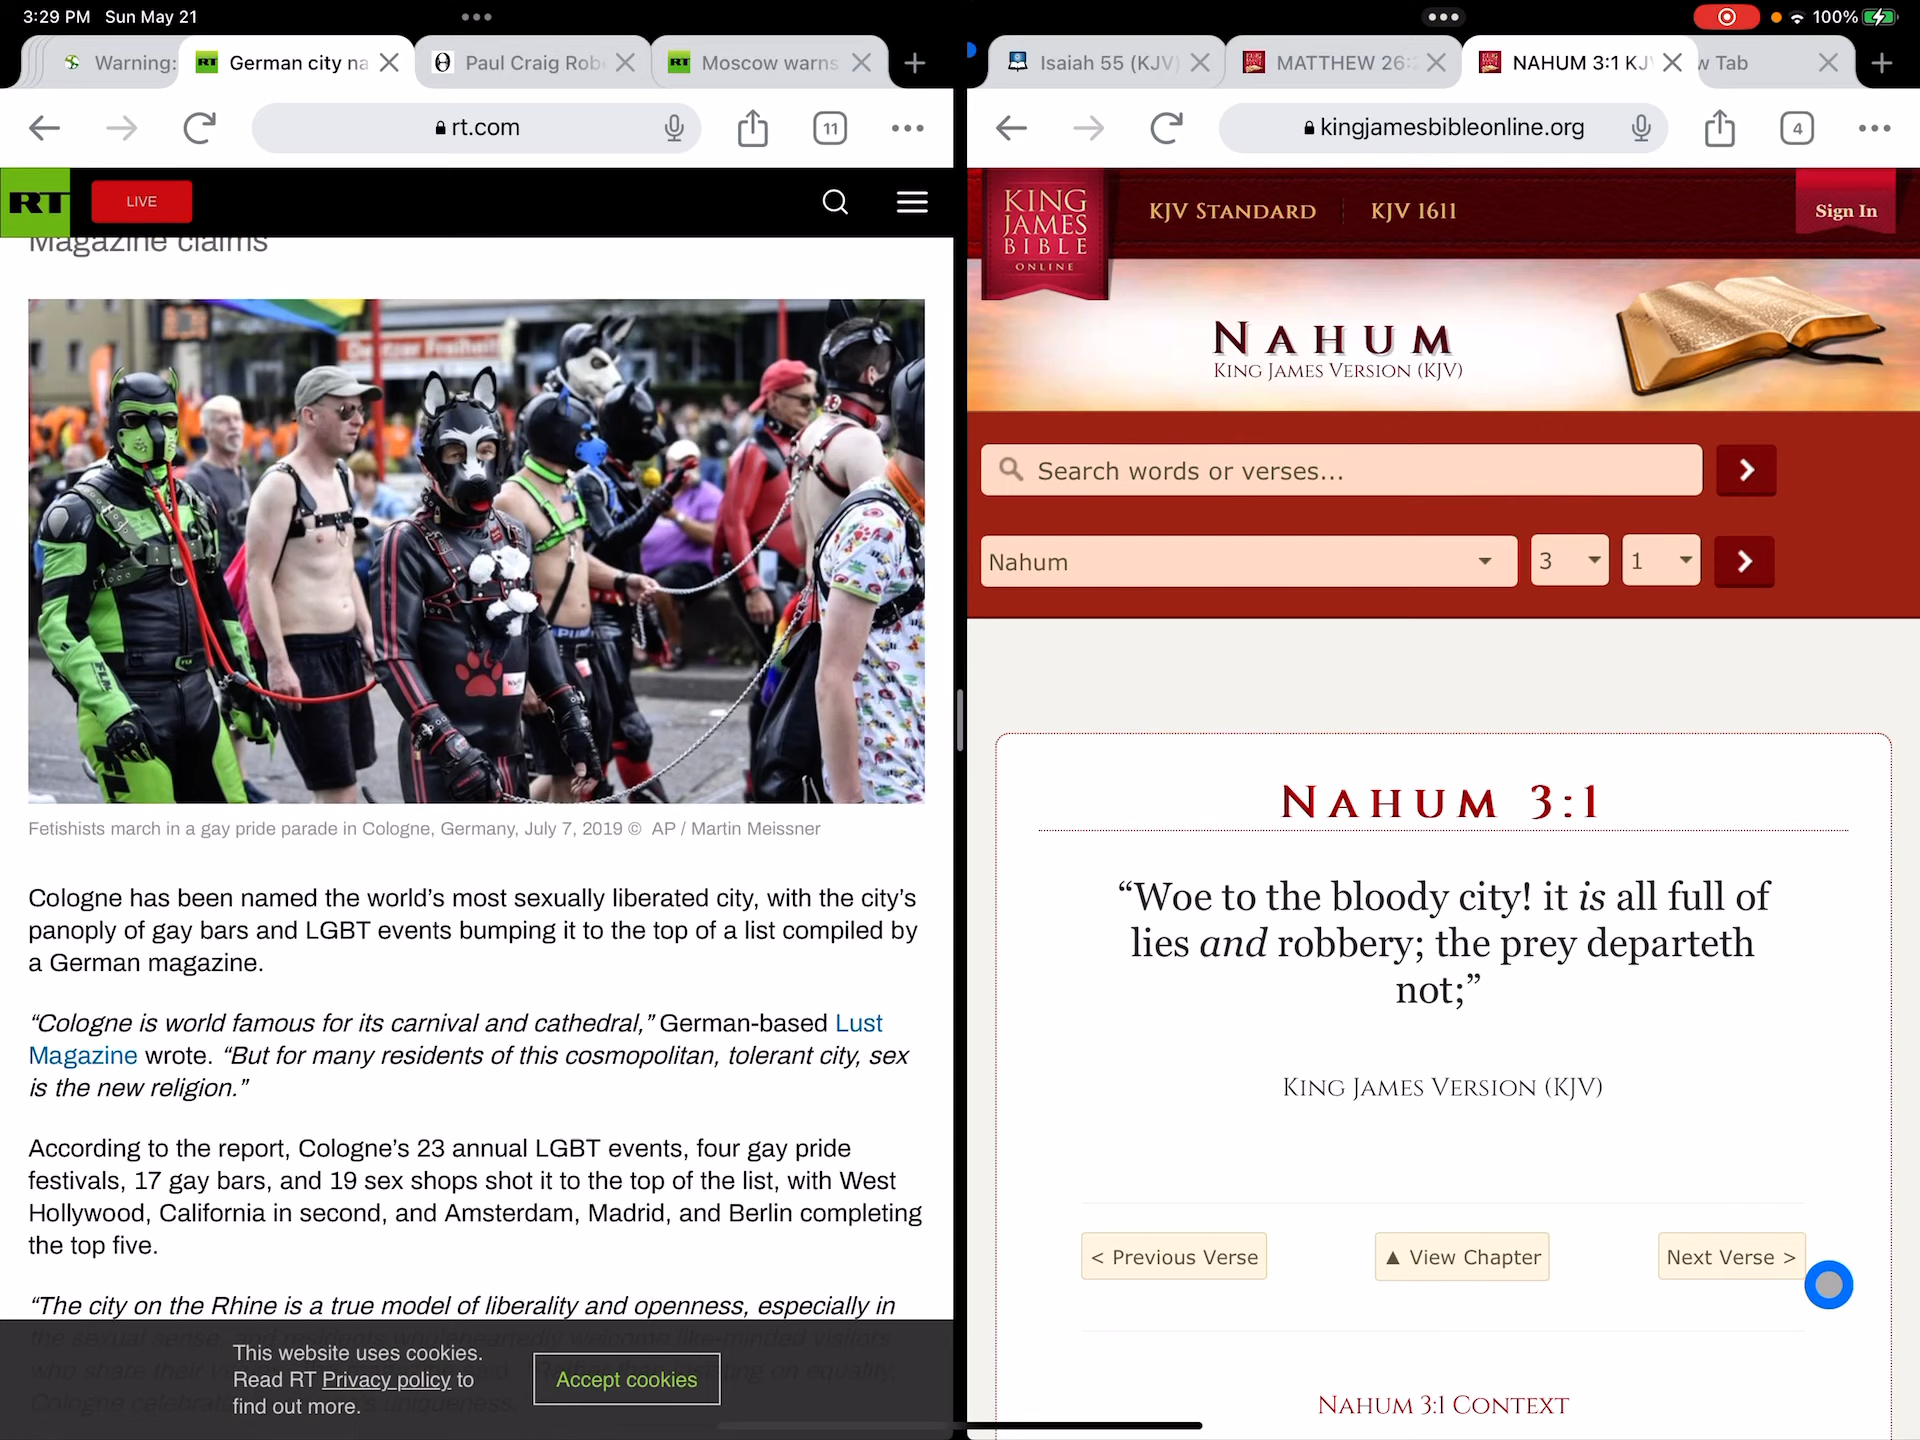 3:29 PM Sun May 21
100%
Warning:
German city na
Paul Craig Rob
Moscow warns
rt.com
11
RT
LIVE
Magazine claims
Fetishists march in a gay pride parade in Cologne, Germany, July 7, 2019 © AP / Martin Meissner
Cologne has been named the world's most sexually liberated city, with the city's
panoply of gay bars and LGBT events bumping it to the top of a list compiled by
a German magazine.
“Cologne is world famous for its carnival and cathedral,” German-based Lust
Magazine wrote. “But for many residents of this cosmopolitan, tolerant city, sex
is the new religion.”
According to the report, Cologne's 23 annual LGBT events, four gay pride
festivals, 17 gay bars, and 19 sex shops shot it to the top of the list, with West
Hollywood, California in second, and Amsterdam, Madrid, and Berlin completing
the top five.
“The city on the Rhine is a true model of liberality and openness, especially in
This website uses cookies.
Read RT Privacy policy to
find out more.
Accept cookies
Isaiah 55 (KJV)
MATTHEW 26:2
NAHUM 3:1 KJ
w Tab
kingjamesbibleonline.org
4
KING
JAMES
BIBLE
ONLINE
KJV STANDARD
KJV 1611
Sign In
NAHUM
KING JAMES VERSION (KJV)
Search words or verses...
Nahum
3
1
NAHUM 3:1
“Woe to the bloody city! it is all full of
lies and robbery; the prey departeth
not;”
KING JAMES VERSION (KJV)
< Previous Verse
▲ View Chapter
Next Verse >
NAHUM 3:1 CONTEXT